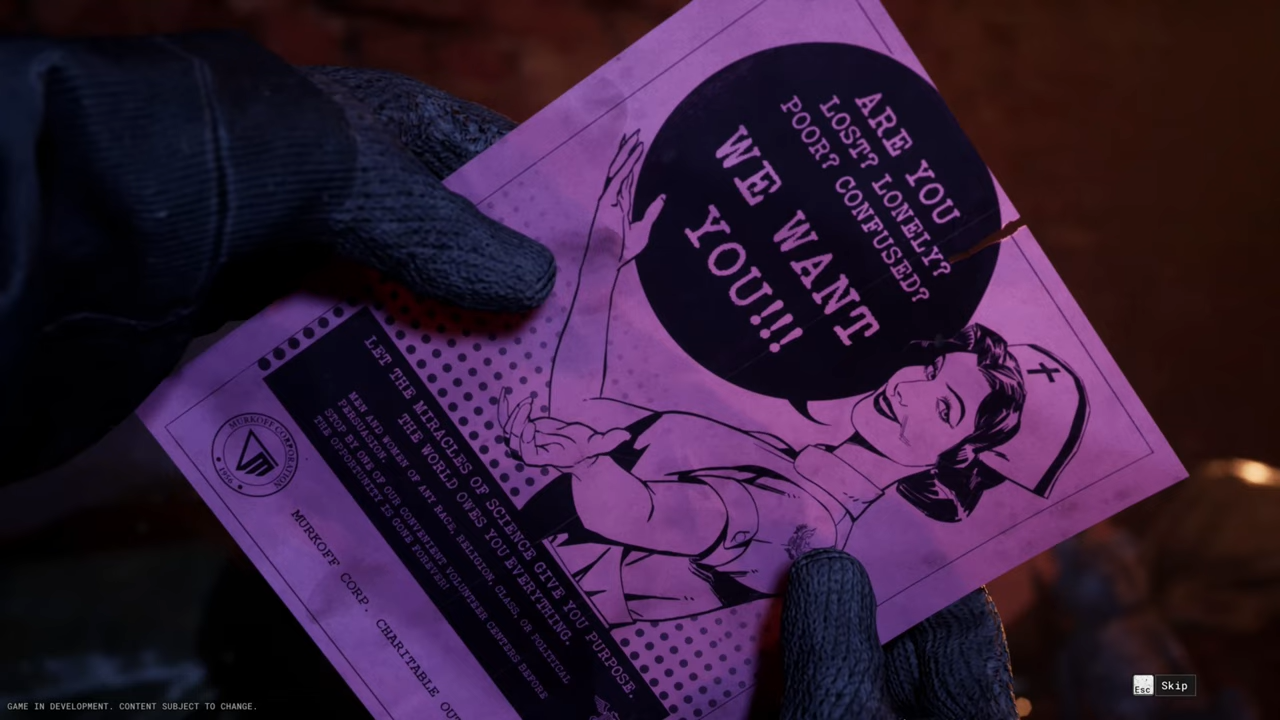 ARE YOU
LOST? LONELY?
POOR? CONFUSED?
WE WANT
YOU!!!
LET THE MIRACLES OF SCIENCE GIVE YOU PURPOSE.
THE WORLD OWES YOU EVERYTHING.
MEN AND WOMEN OF ANY RACE, RELIGION, CLASS, OR POLITICAL
PERSUASION. STOP BY ONE OF OUR CONVENIENT VOLUNTEER CENTERS BEFORE
THE OPPORTUNITY IS GONE FOREVER!
MURKOFF CORPORATION
1956
MURKOFF CORP. CHARITABLE OU
Esc Skip
GAME IN DEVELOPMENT. CONTENT SUBJECT TO CHANGE.